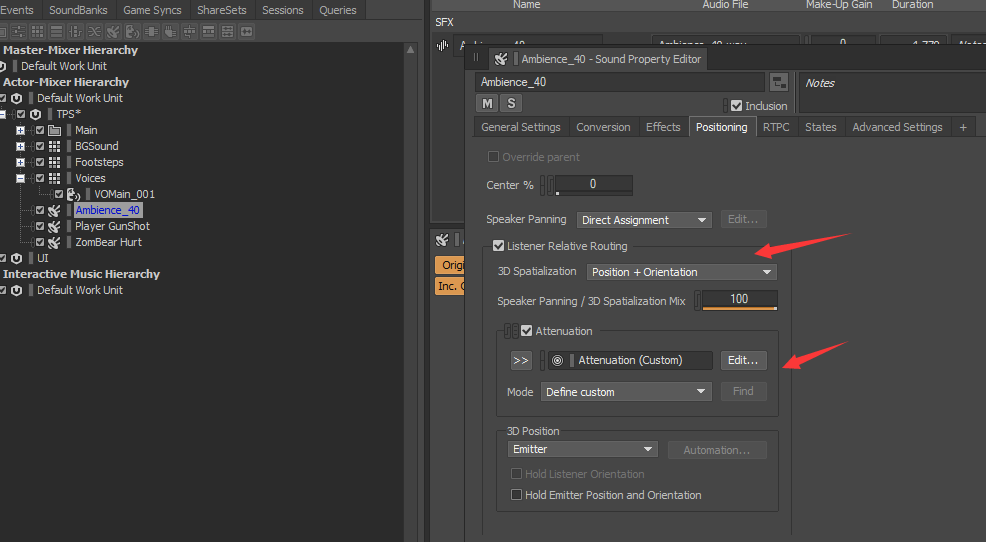 Events SoundBanks Game Syncs ShareSets Sessions Queries
Master-Mixer Hierarchy
Default Work Unit
Actor-Mixer Hierarchy
Default Work Unit
TPS*
Main
BGSound
Footsteps
Voices
VOMain_001
Ambience_40
Player GunShot
ZomBear Hurt
UI
Interactive Music Hierarchy
Default Work Unit
Name Audio File Make-Up Gain Duration
SFX
Ambience_40 - Sound Property Editor
Ambience_40
Notes
M S
Inclusion
General Settings Conversion Effects Positioning RTPC States Advanced Settings +
Override parent
Center % 0
Speaker Panning Direct Assignment Edit...
Listener Relative Routing
3D Spatialization Position + Orientation
Speaker Panning / 3D Spatialization Mix 100
Attenuation
>> Attenuation (Custom) Edit...
Mode Define custom Find
3D Position
Emitter Automation...
Hold Listener Orientation
Hold Emitter Position and Orientation
Origi
Inc. C